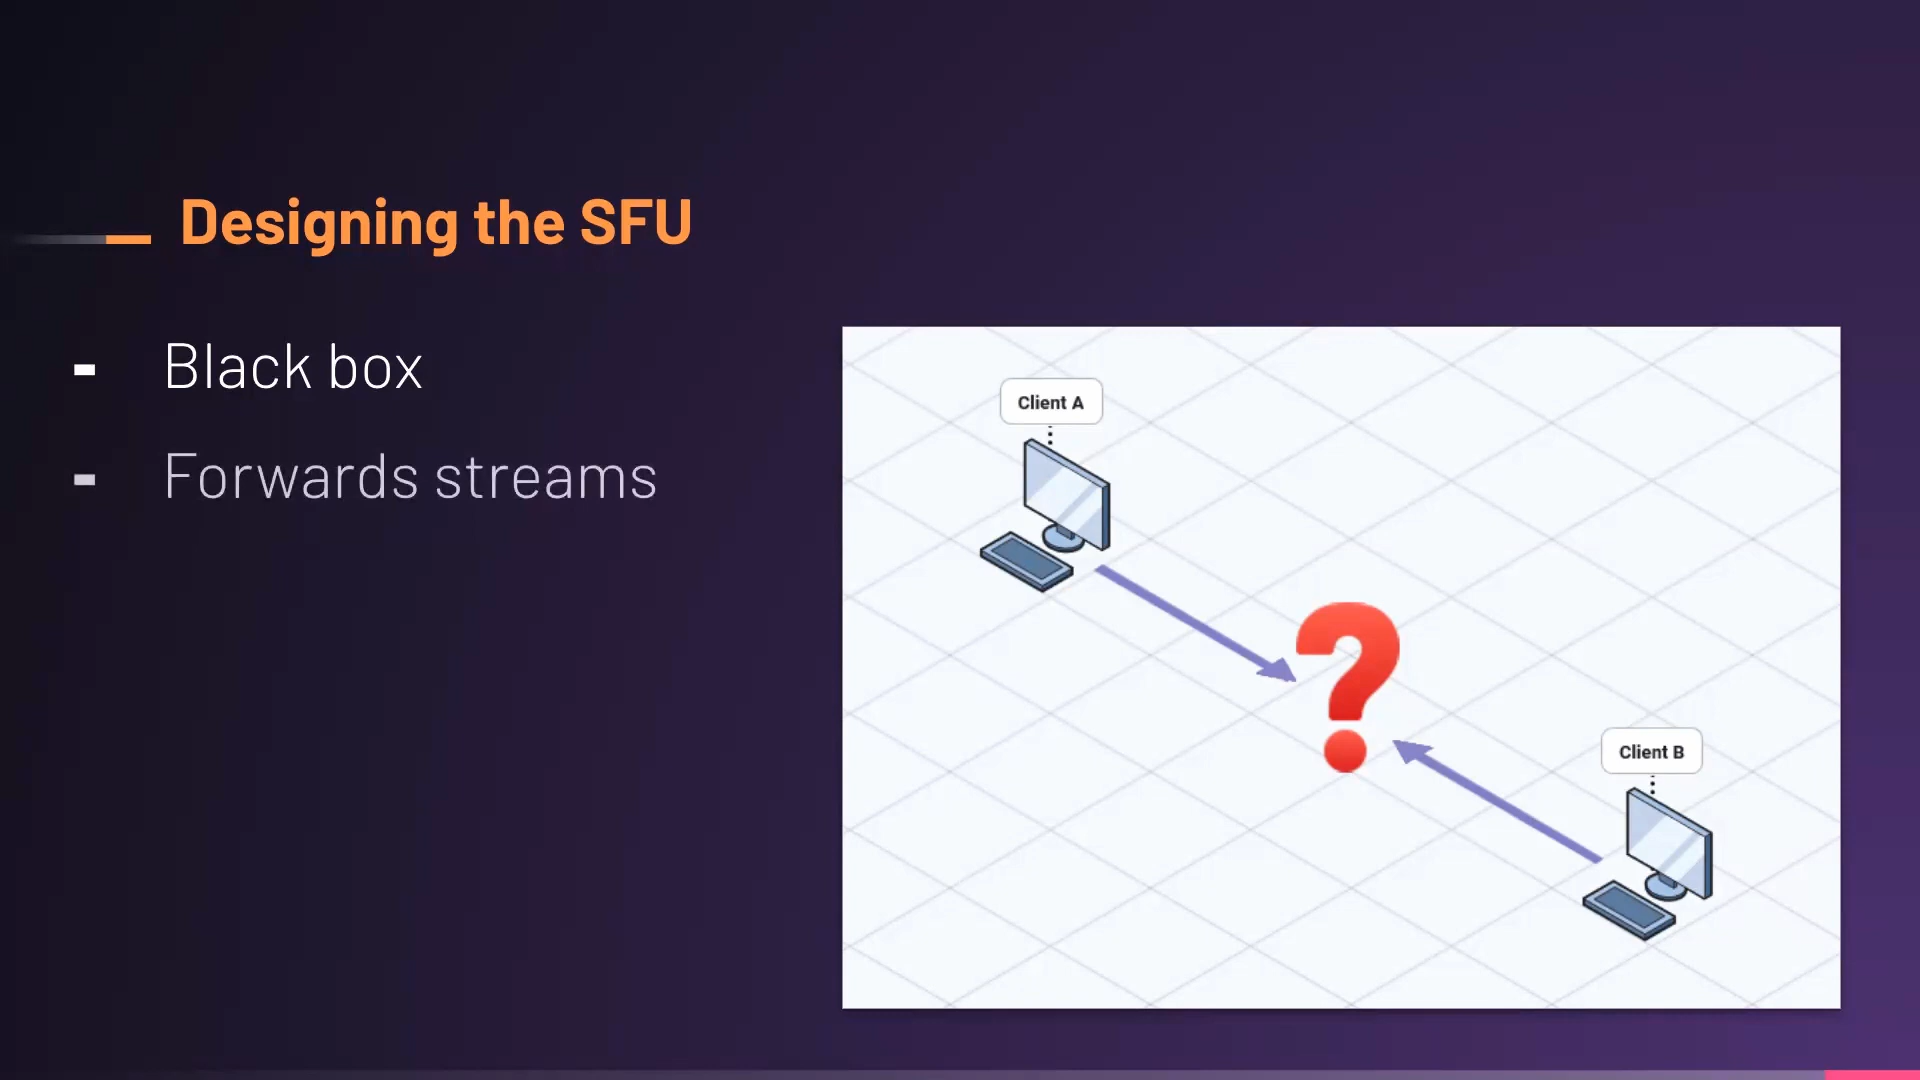 Designing the SFU
- Black box
- Forwards streams
Client A
?
Client B